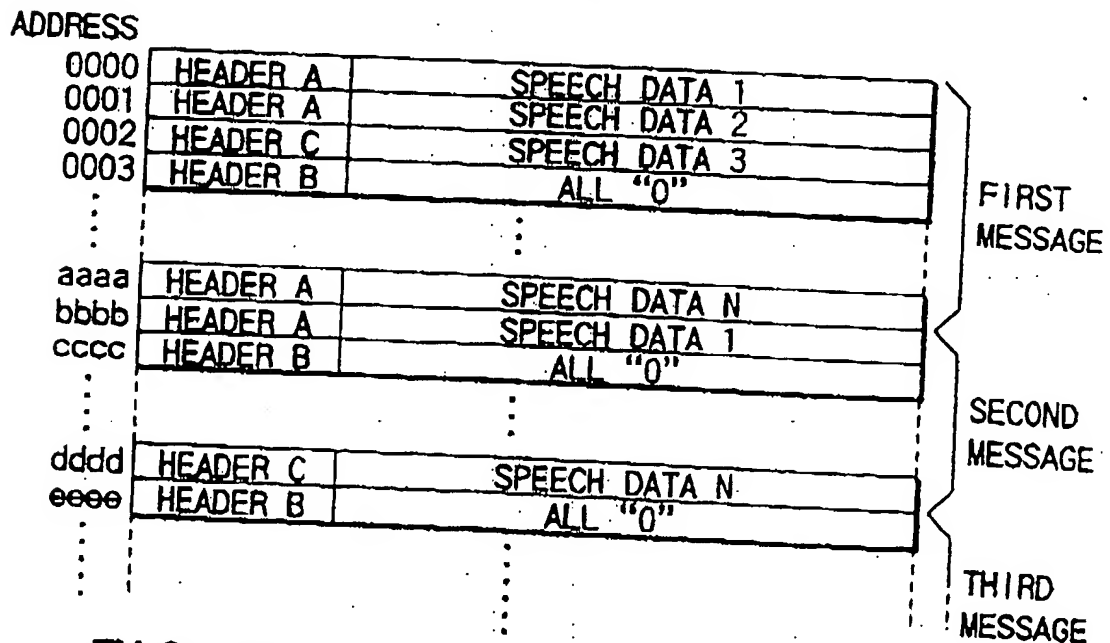 ADDRESS
0000 HEADER A SPEECH DATA 1
0001 HEADER A SPEECH DATA 2
0002 HEADER C SPEECH DATA 3
0003 HEADER B ALL “0”
FIRST
MESSAGE
aaaa HEADER A SPEECH DATA N
bbbb HEADER A SPEECH DATA 1
cccc HEADER B ALL “0”
SECOND
MESSAGE
dddd HEADER C SPEECH DATA N
eeee HEADER B ALL “0”
THIRD
MESSAGE